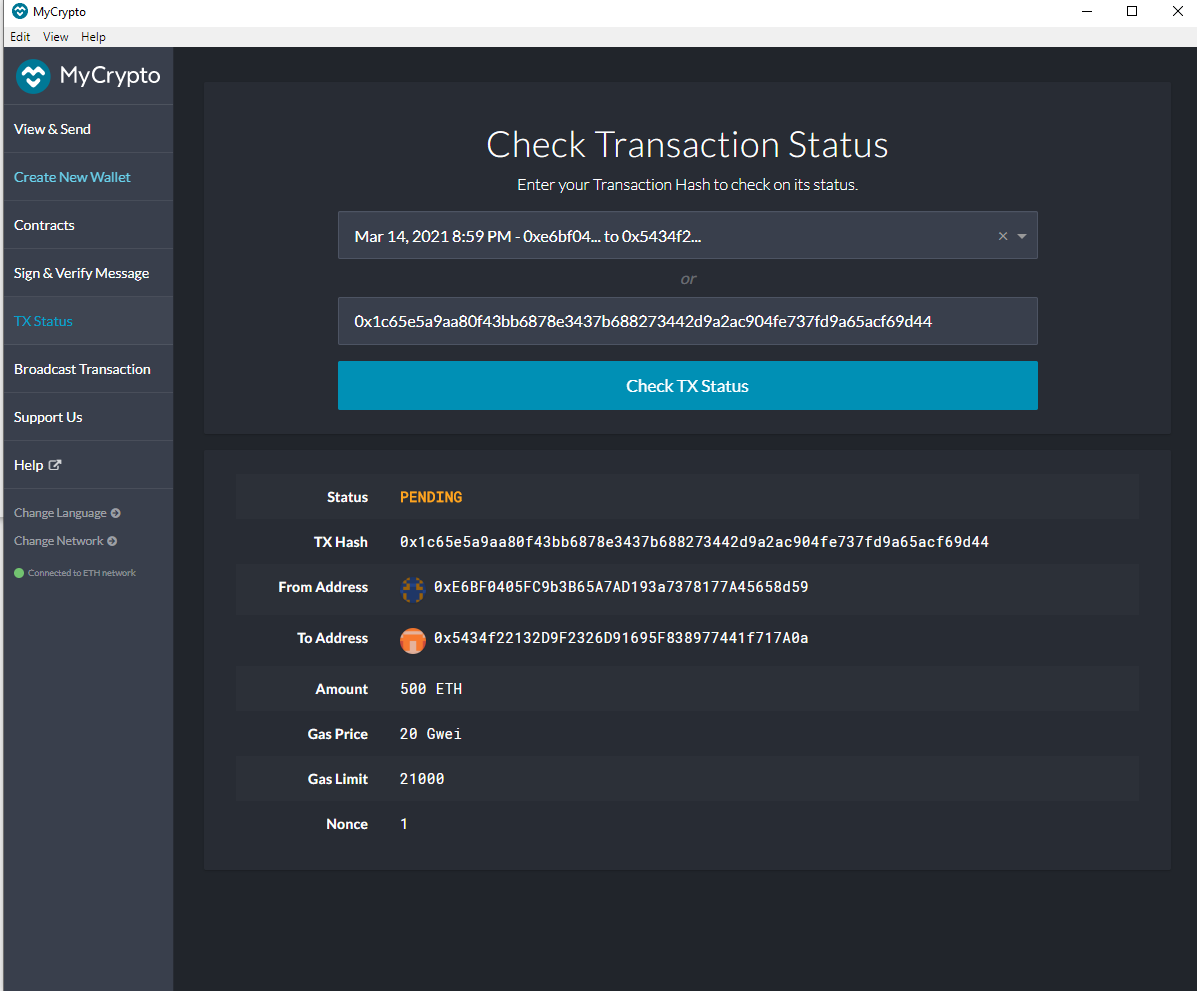 MyCrypto
Edit View Help
MyCrypto
View & Send
Create New Wallet
Contracts
Sign & Verify Message
TX Status
Broadcast Transaction
Support Us
Help
Change Language
Change Network
Connected to ETH network
Check Transaction Status
Enter your Transaction Hash to check on its status.
Mar 14, 2021 8:59 PM - 0xe6bf04... to 0x5434f2...
or
0x1c65e5a9aa80f43bb6878e3437b688273442d9a2ac904fe737fd9a65acf69d44
Check TX Status
Status PENDING
TX Hash 0x1c65e5a9aa80f43bb6878e3437b688273442d9a2ac904fe737fd9a65acf69d44
From Address 0xE6BF0405FC9b3B65A7AD193a7378177A45658d59
To Address 0x5434f22132D9F2326D91695F838977441f717A0a
Amount 500 ETH
Gas Price 20 Gwei
Gas Limit 21000
Nonce 1